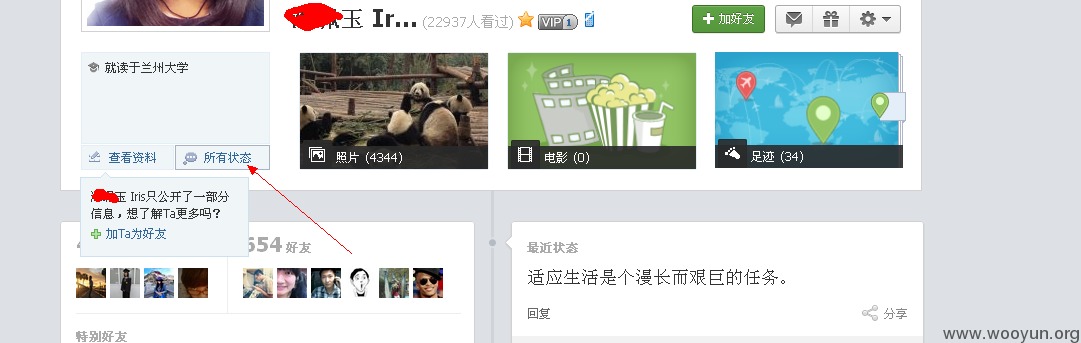 玉 Ir... (22937人看过) VIP 1
加好友
就读于兰州大学
查看资料
所有状态
照片 (4344)
电影 (0)
足迹 (34)
玉 Iris只公开了一部分
信息，想了解Ta更多吗？
加Ta为好友
654 好友
特别好友
最近状态
适应生活是个漫长而艰巨的任务。
回复
分享
www.wooyun.org